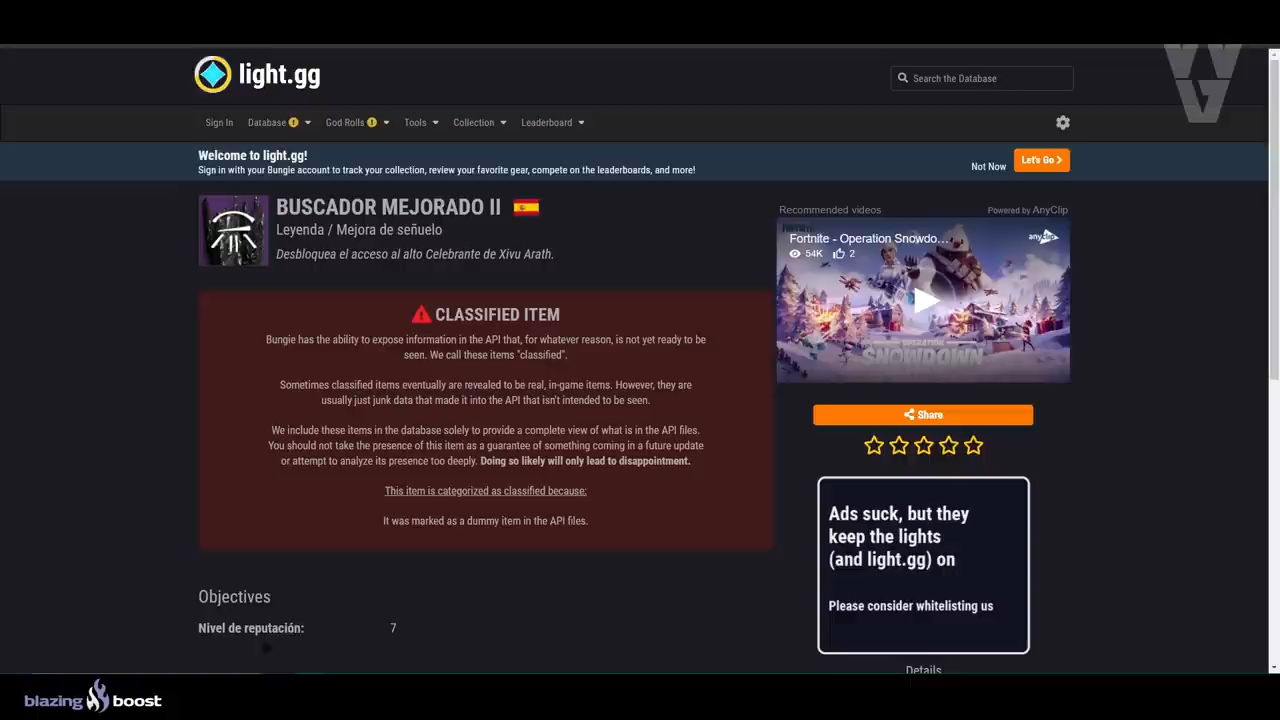 light.gg
Search the Database
Sign In
Database
God Rolls
Tools
Collection
Leaderboard
Welcome to light.gg!
Sign in with your Bungie account to track your collection, review your favorite gear, compete on the leaderboards, and more!
Not Now
Let's Go
BUSCADOR MEJORADO II
Leyenda / Mejora de señuelo
Desbloquea el acceso al alto Celebrante de Xivu Arath.
CLASSIFIED ITEM
Bungie has the ability to expose information in the API that, for whatever reason, is not yet ready to be
seen. We call these items "classified".
Sometimes classified items eventually are revealed to be real, in-game items. However, they are
usually just junk data that made it into the API that isn't intended to be seen.
We include these items in the database solely to provide a complete view of what is in the API files.
You should not take the presence of this item as a guarantee of something coming in a future update
or attempt to analyze its presence too deeply. Doing so likely will only lead to disappointment.
This item is categorized as classified because:
It was marked as a dummy item in the API files.
Objectives
Nivel de reputación: 7
Recommended videos
Powered by AnyClip
Fortnite - Operation Snowdo...
anyclip
54K 2
OPERATION
SNOWDOWN
Share
Ads suck, but they
keep the lights
(and light.gg) on
Please consider whitelisting us
Details
blazing boost
WG